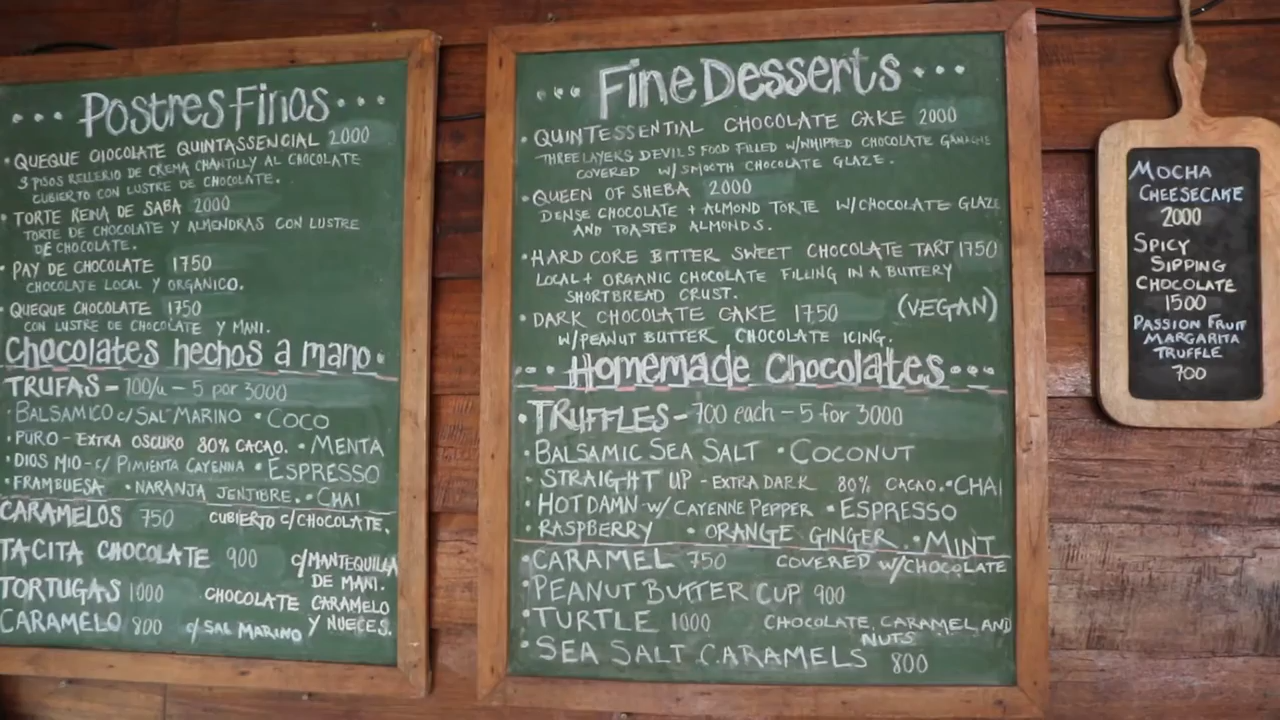 ... Postres Finos ...
• QUEQUE CIOCOLATE QUINTASSENCIAL 2000
3 PISOS RELLENO DE CREMA CHANTILLY AL CHOCOLATE
CUBIERTO CON LUSTRE DE CHOCOLATE.
• TORTE REINA DE SABA 2000
TORTE DE CHOCOLATE Y ALMENDRAS CON LUSTRE
DE CHOCOLATE.
• PAY DE CHOCOLATE 1750
CHOCOLATE LOCAL Y ORGANICO.
• QUEQUE CHOCOLATE 1750
CON LUSTRE DE CHOCOLATE Y MANI.
Chocolates hechos a mano •
TRUFAS - 700/u - 5 por 3000
• BALSAMICO c/ SAL MARINO • COCO
• PURO - EXTRA OSCURO 80% CACAO. • MENTA
• DIOS MIO - c/ PIMIENTA CAYENNA • ESPRESSO
• FRAMBUESA • NARANJA JENJIBRE. • CHAI
CARAMELOS 750 CUBIERTO C/CHOCOLATE.
TACITA CHOCOLATE 900 c/MANTEQUILLA
DE MANI.
TORTUGAS 1000 CHOCOLATE CARAMELO
Y NUECES.
CARAMELO 800 c/ SAL MARINO
... Fine Desserts ...
• QUINTESSENTIAL CHOCOLATE CAKE 2000
THREE LAYERS DEVILS FOOD FILLED W/WHIPPED CHOCOLATE GANACHE
COVERED W/ SMOOTH CHOCOLATE GLAZE.
• QUEEN OF SHEBA 2000
DENSE CHOCOLATE + ALMOND TORTE W/CHOCOLATE GLAZE
AND TOASTED ALMONDS.
• HARD CORE BITTER SWEET CHOCOLATE TART 1750
LOCAL + ORGANIC CHOCOLATE FILLING IN A BUTTERY
SHORTBREAD CRUST.
• DARK CHOCOLATE CAKE 1750 (VEGAN)
W/PEANUT BUTTER CHOCOLATE ICING.
... Homemade Chocolates ...
• TRUFFLES - 700 each - 5 for 3000
• BALSAMIC SEA SALT • COCONUT
• STRAIGHT UP - EXTRA DARK 80% CACAO. • CHAI
• HOT DAMN w/ CAYENNE PEPPER • ESPRESSO
• RASPBERRY • ORANGE GINGER. • MINT
• CARAMEL 750 COVERED W/CHOCOLATE
• PEANUT BUTTER CUP 900
• TURTLE 1000 CHOCOLATE, CARAMEL AND
NUTS
• SEA SALT CARAMELS 800
MOCHA
CHEESECAKE
2000
SPICY
SIPPING
CHOCOLATE
1500
PASSION FRUIT
MARGARITA
TRUFFLE
700